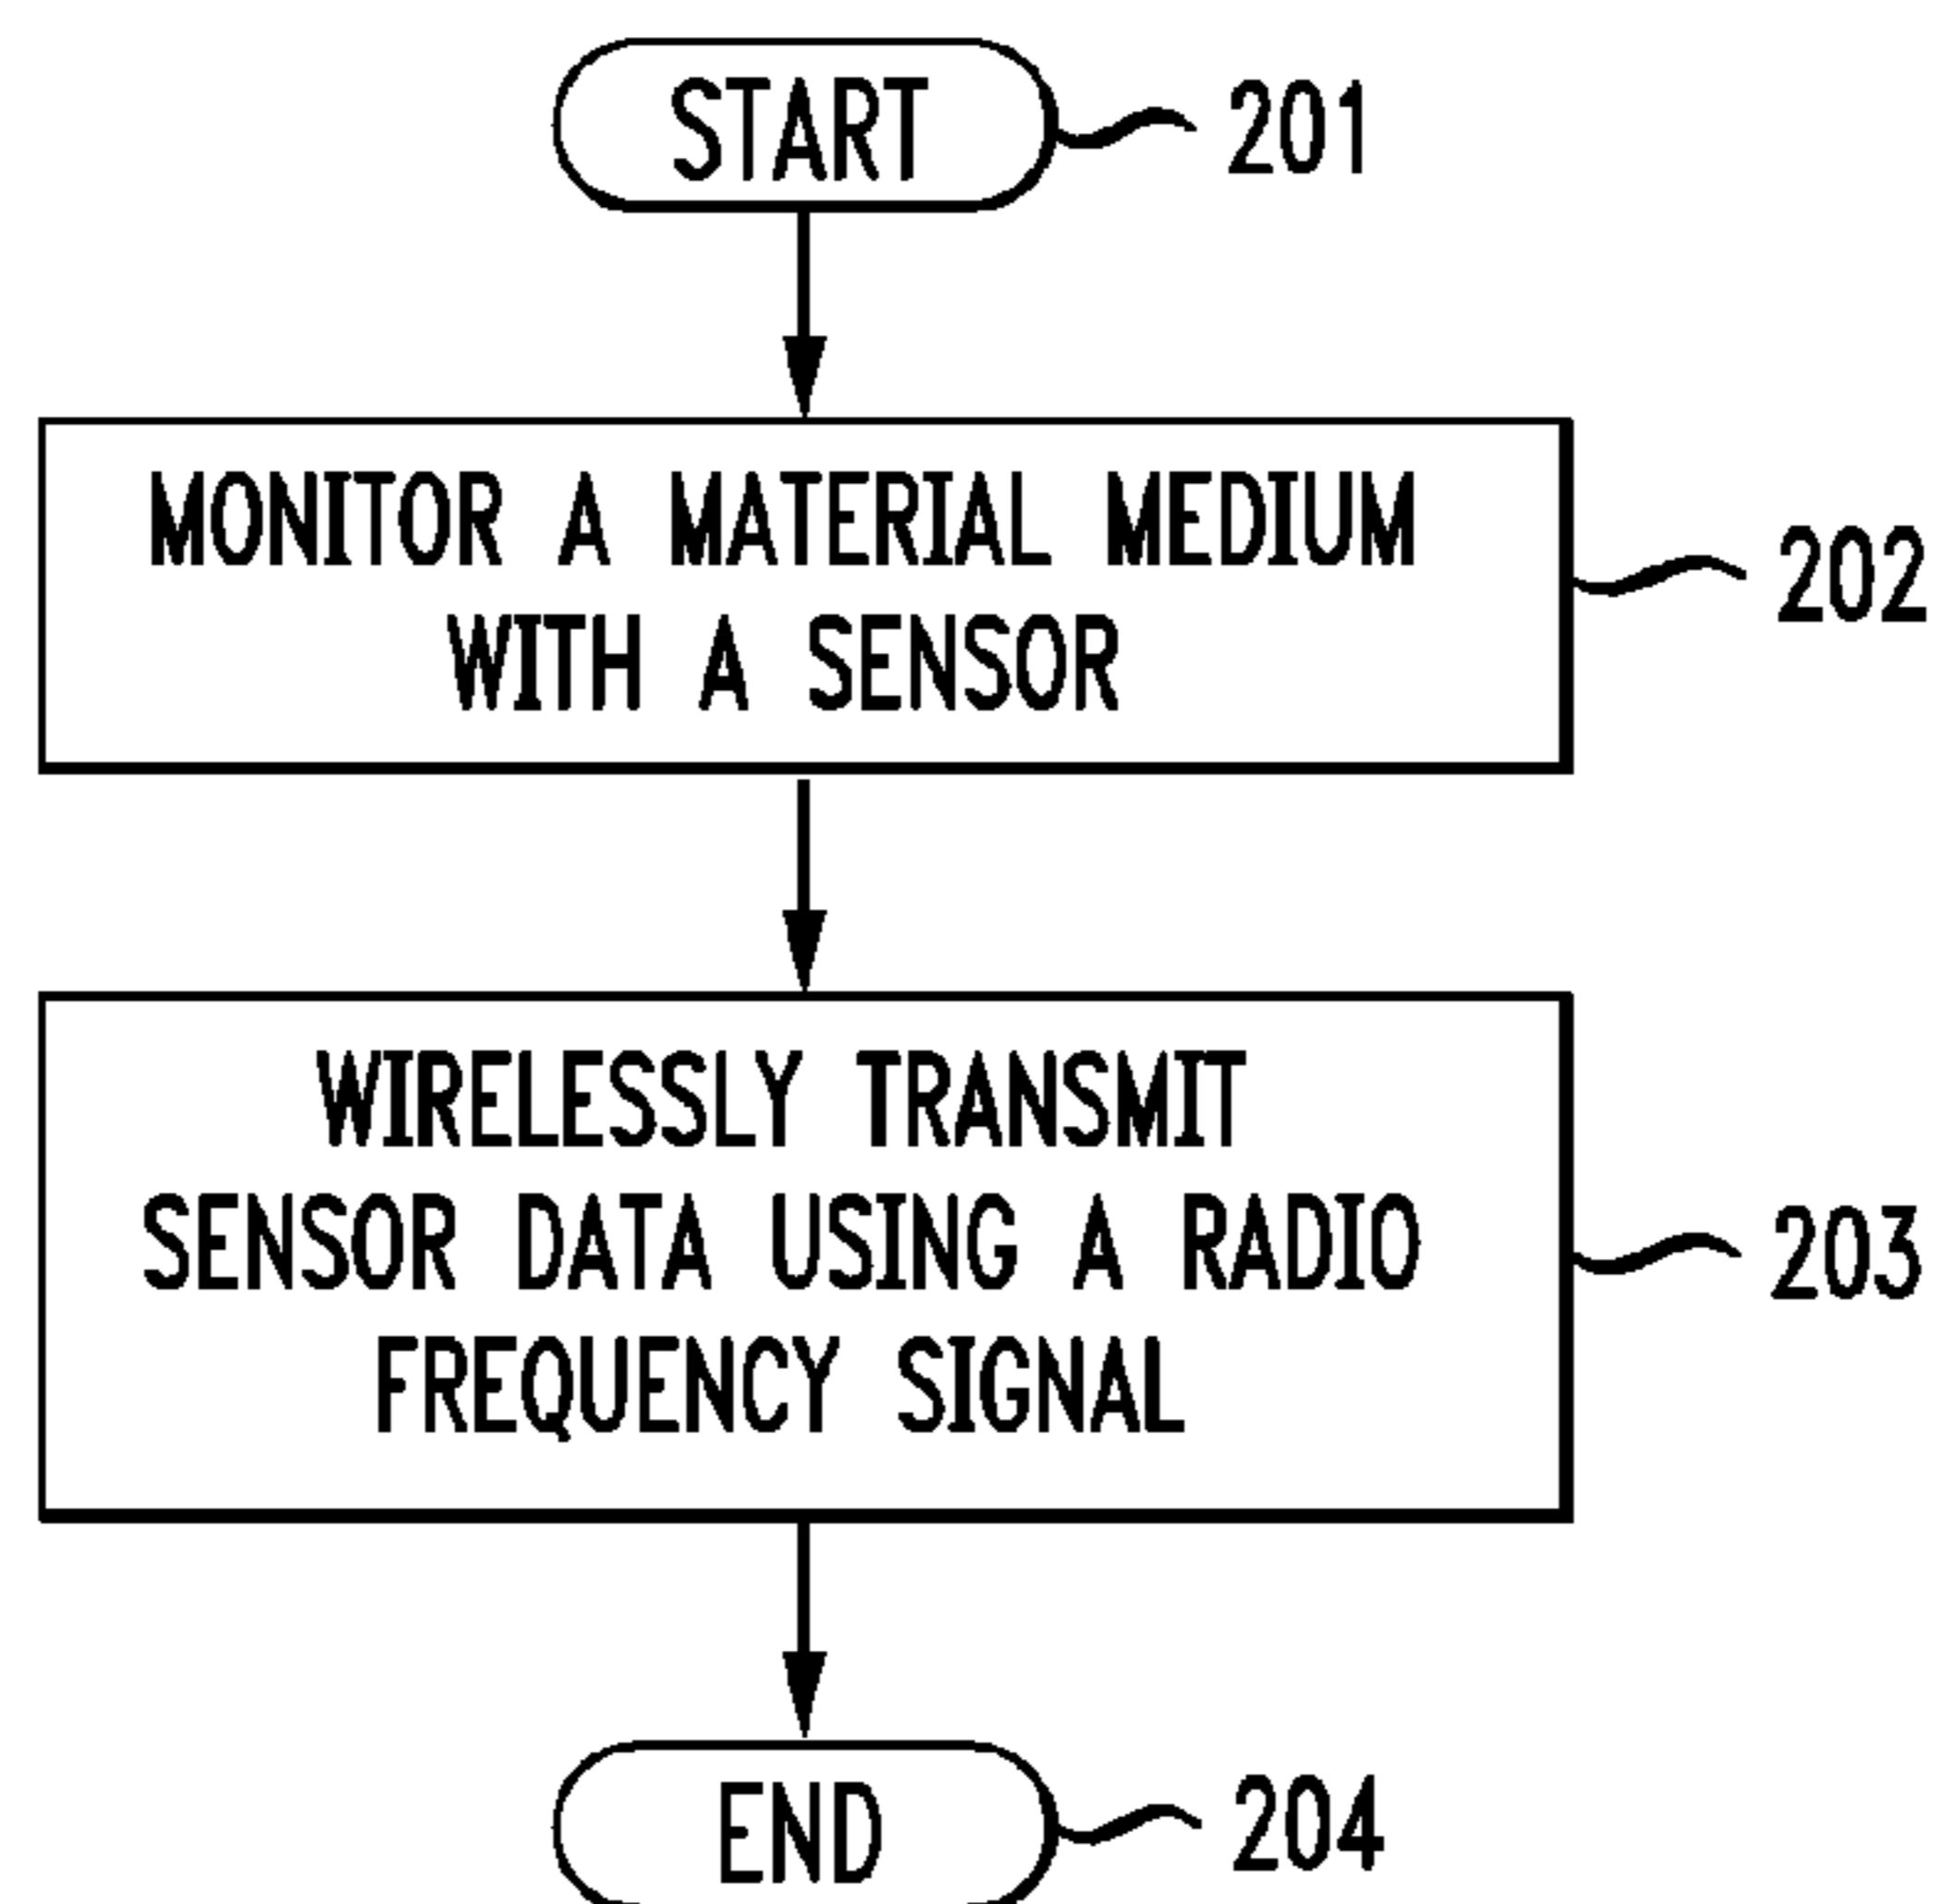 START
201
MONITOR A MATERIAL MEDIUM
WITH A SENSOR
202
WIRELESSLY TRANSMIT
SENSOR DATA USING A RADIO
FREQUENCY SIGNAL
203
END
204